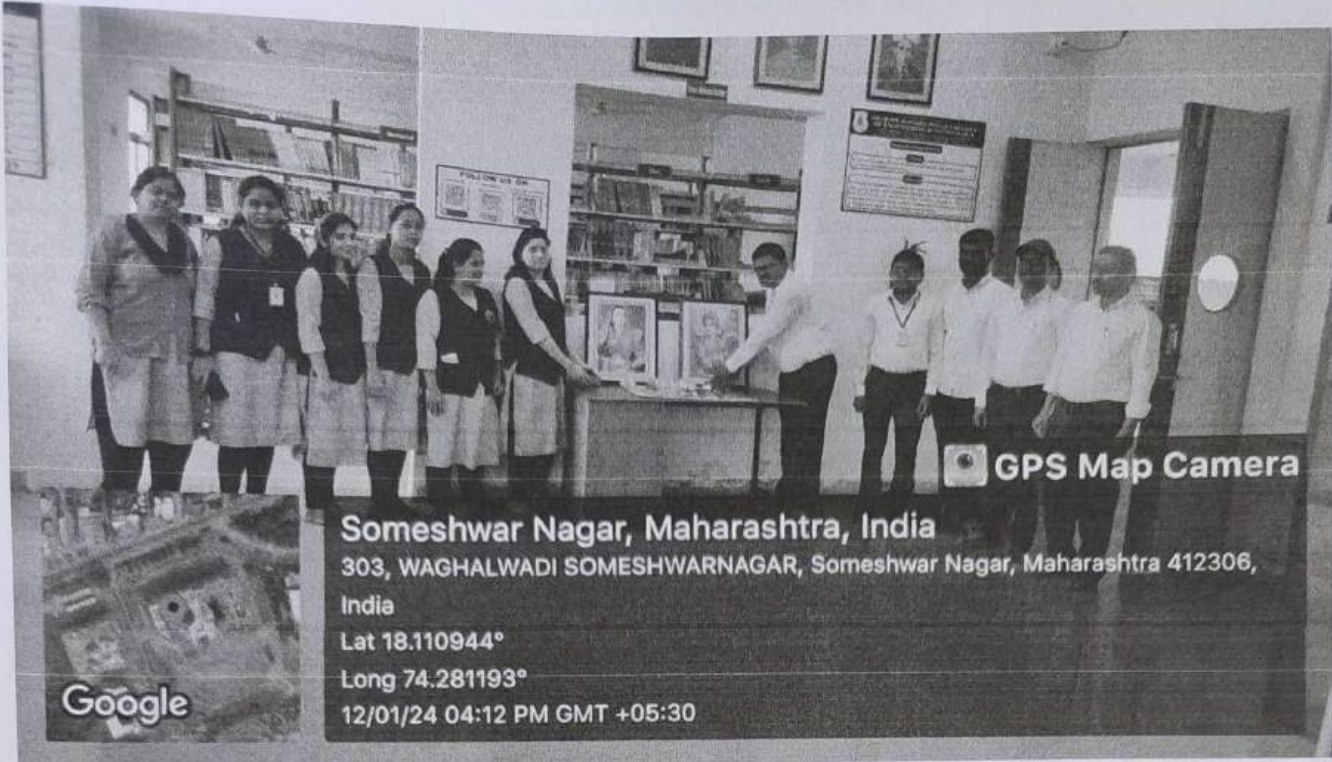 FOLLOW US ON
GPS Map Camera
Someshwar Nagar, Maharashtra, India
303, WAGHALWADI SOMESHWARNAGAR, Someshwar Nagar, Maharashtra 412306,
India
Lat 18.110944°
Long 74.281193°
12/01/24 04:12 PM GMT +05:30
Google